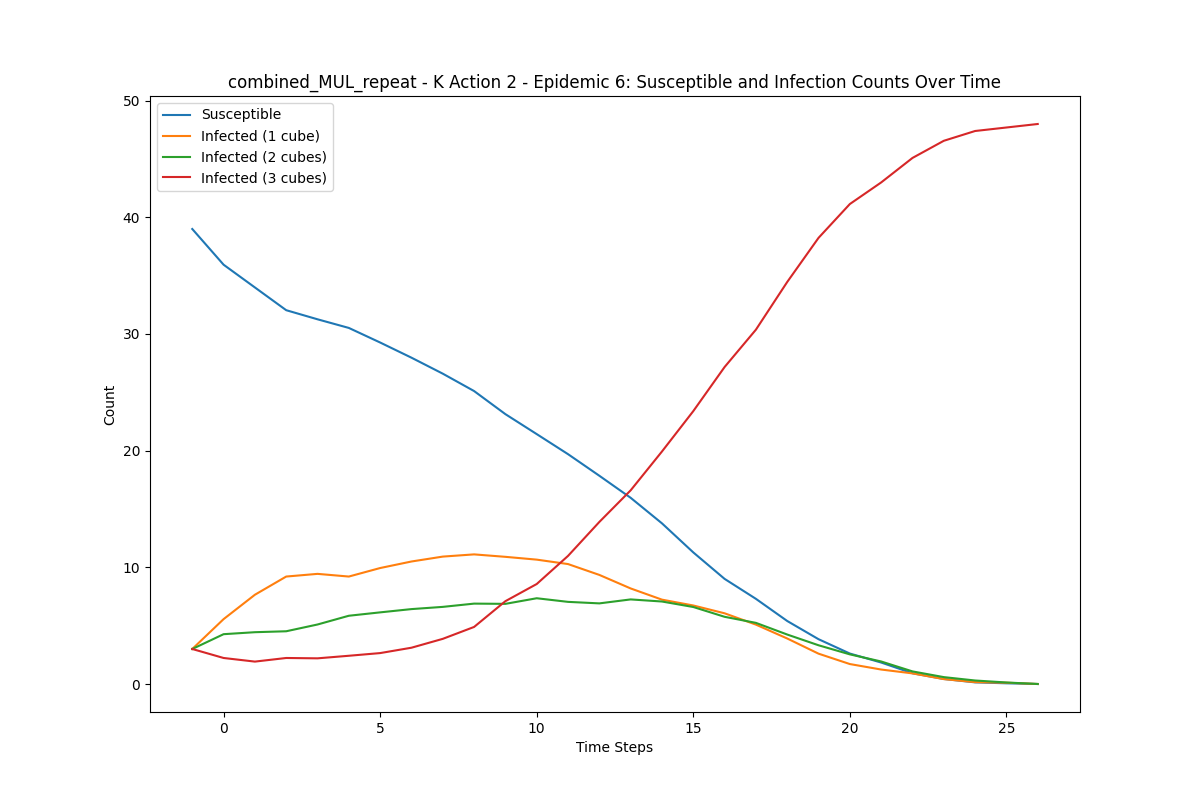 combined_MUL_repeat - K Action 2 - Epidemic 6: Susceptible and Infection Counts Over Time
Susceptible
Infected (1 cube)
Infected (2 cubes)
Infected (3 cubes)
Count
50
40
30
20
10
0
0 5 10 15 20 25
Time Steps